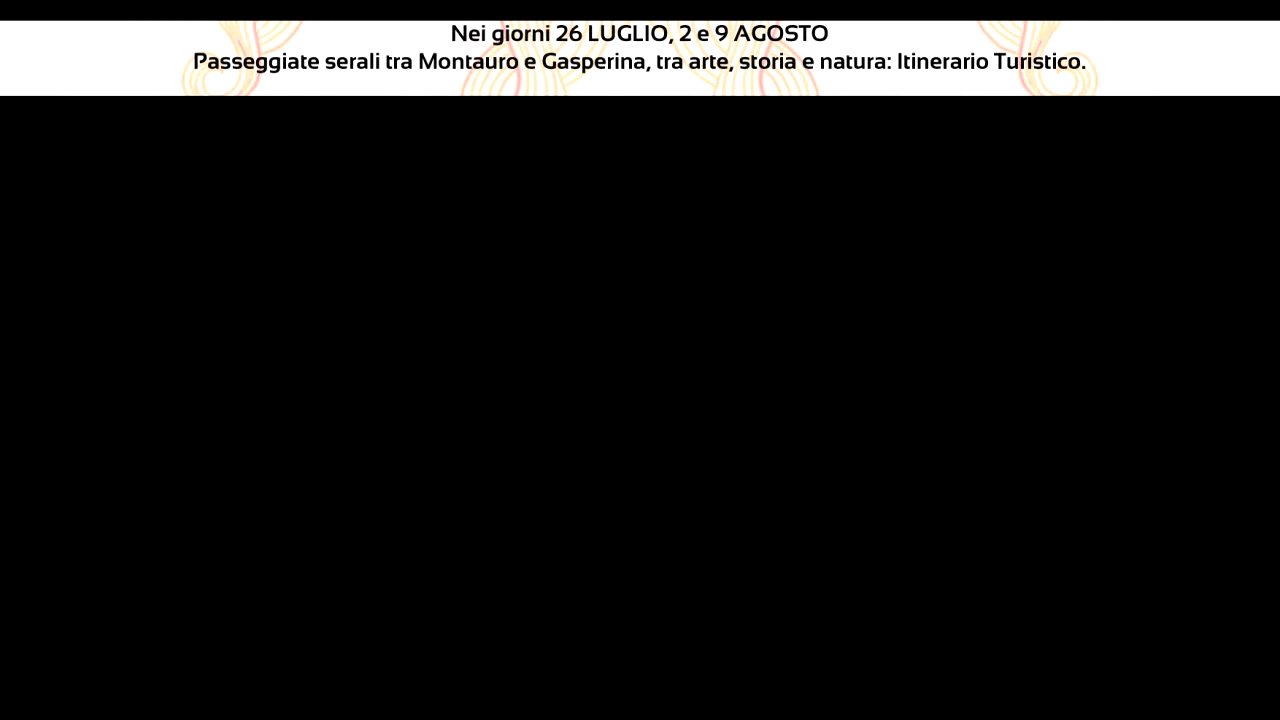 Nei giorni 26 LUGLIO, 2 e 9 AGOSTO
Passeggiate serali tra Montauro e Gasperina, tra arte, storia e natura: Itinerario Turistico.